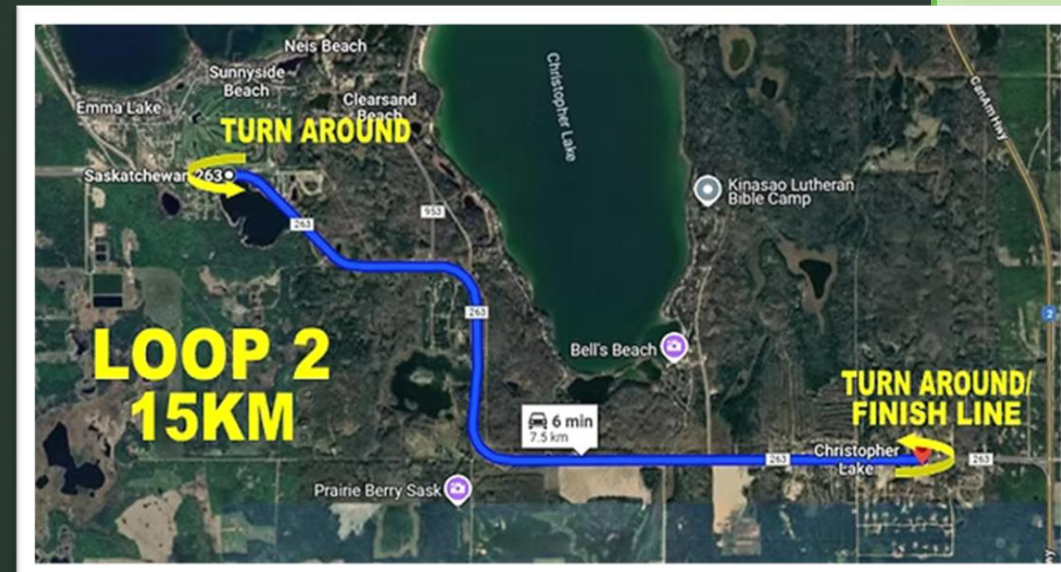 Neis Beach
Sunnyside
Beach
Emma Lake
Clearsand
Beach
TURN AROUND
Saskatchewan 263
263
953
263
Christopher Lake
CanAm Hwy
Kinasao Lutheran
Bible Camp
2
LOOP 2
15KM
Bell's Beach
TURN AROUND/
FINISH LINE
6 min
7.5 km
263
Christopher
Lake
263
Prairie Berry Sask